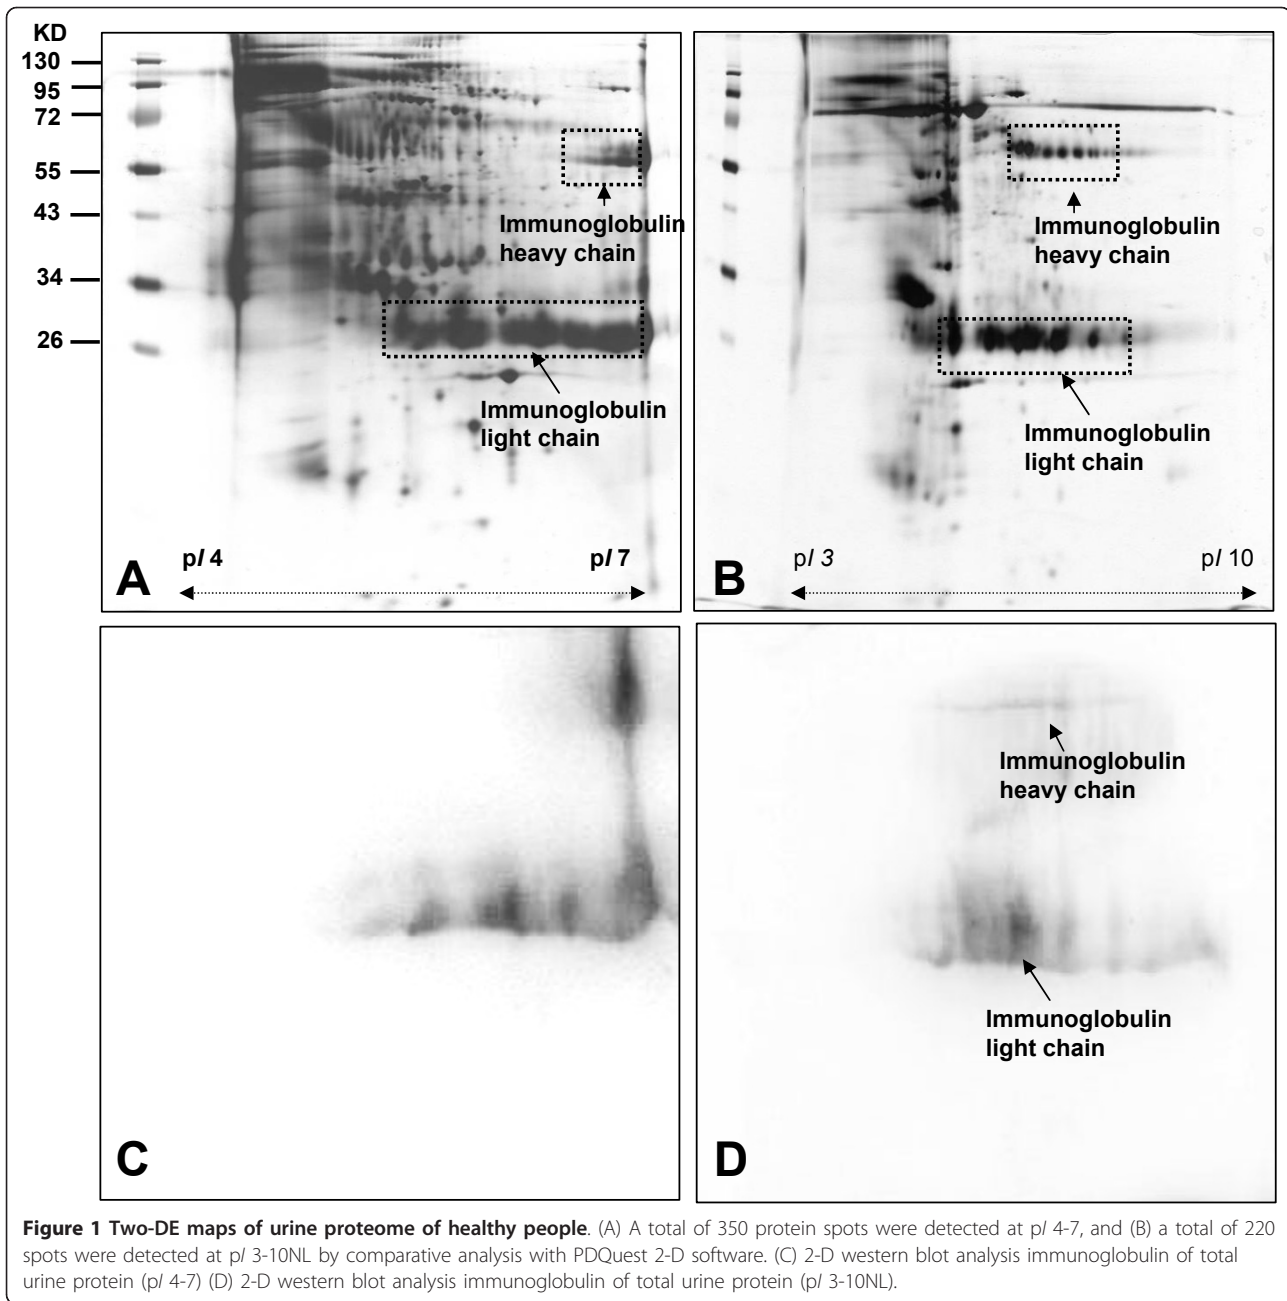 KD
130
95
72
55
43
34
26
Immunoglobulin
heavy chain
Immunoglobulin
light chain
pI 4
pI 7
A
Immunoglobulin
heavy chain
Immunoglobulin
light chain
pI 3
pI 10
B
C
Immunoglobulin
heavy chain
Immunoglobulin
light chain
D
Figure 1 Two-DE maps of urine proteome of healthy people. (A) A total of 350 protein spots were detected at pI 4-7, and (B) a total of 220
spots were detected at pI 3-10NL by comparative analysis with PDQuest 2-D software. (C) 2-D western blot analysis immunoglobulin of total
urine protein (pI 4-7) (D) 2-D western blot analysis immunoglobulin of total urine protein (pI 3-10NL).